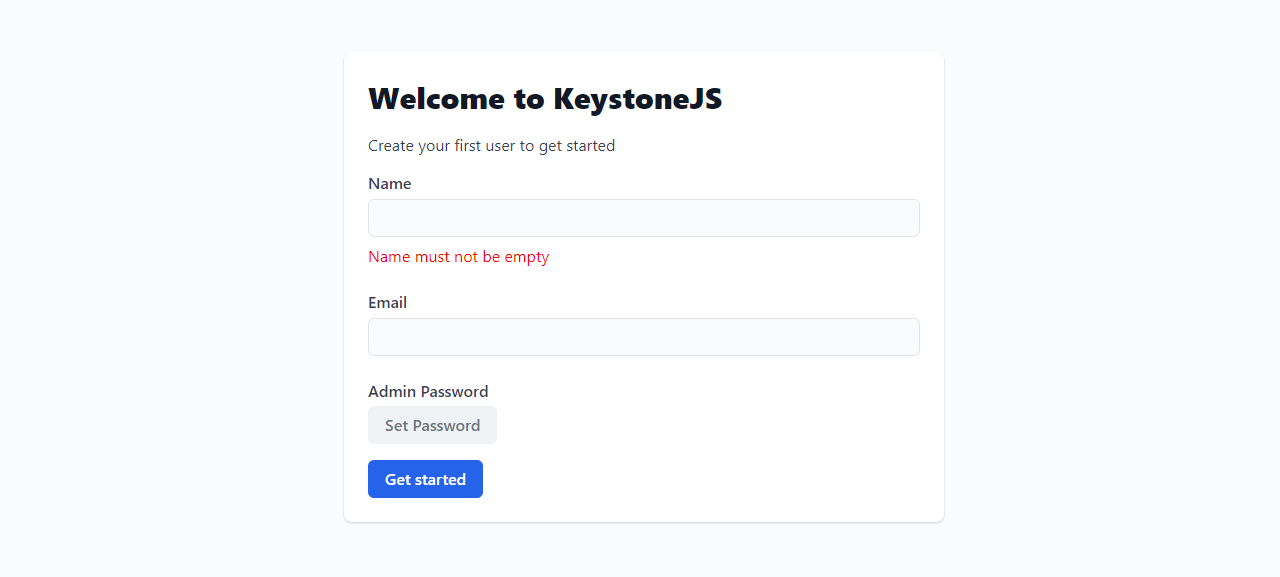 Welcome to KeystoneJS
Create your first user to get started
Name
Name must not be empty
Email
Admin Password
Set Password
Get started